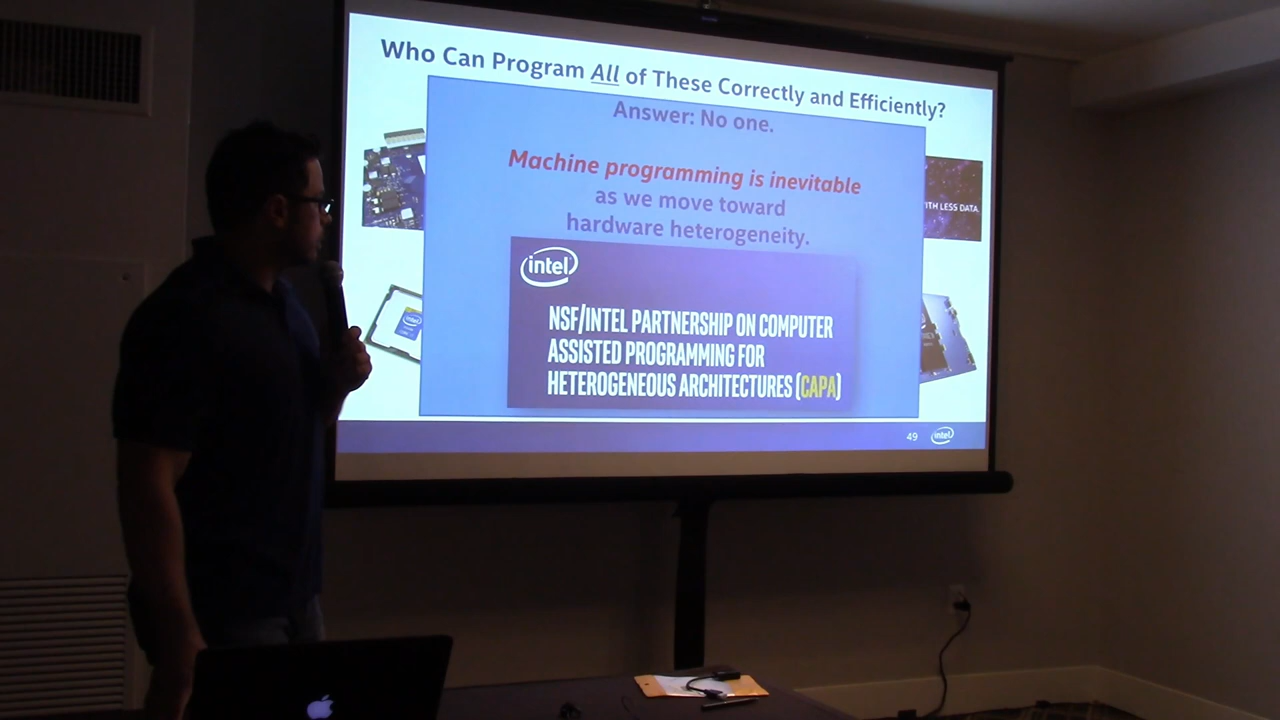 Who Can Program All of These Correctly and Efficiently?
Answer: No one.
Machine programming is inevitable
as we move toward
hardware heterogeneity.
ITH LESS DATA.
intel
intel
NSF/INTEL PARTNERSHIP ON COMPUTER
ASSISTED PROGRAMMING FOR
HETEROGENEOUS ARCHITECTURES (CAPA)
49
intel